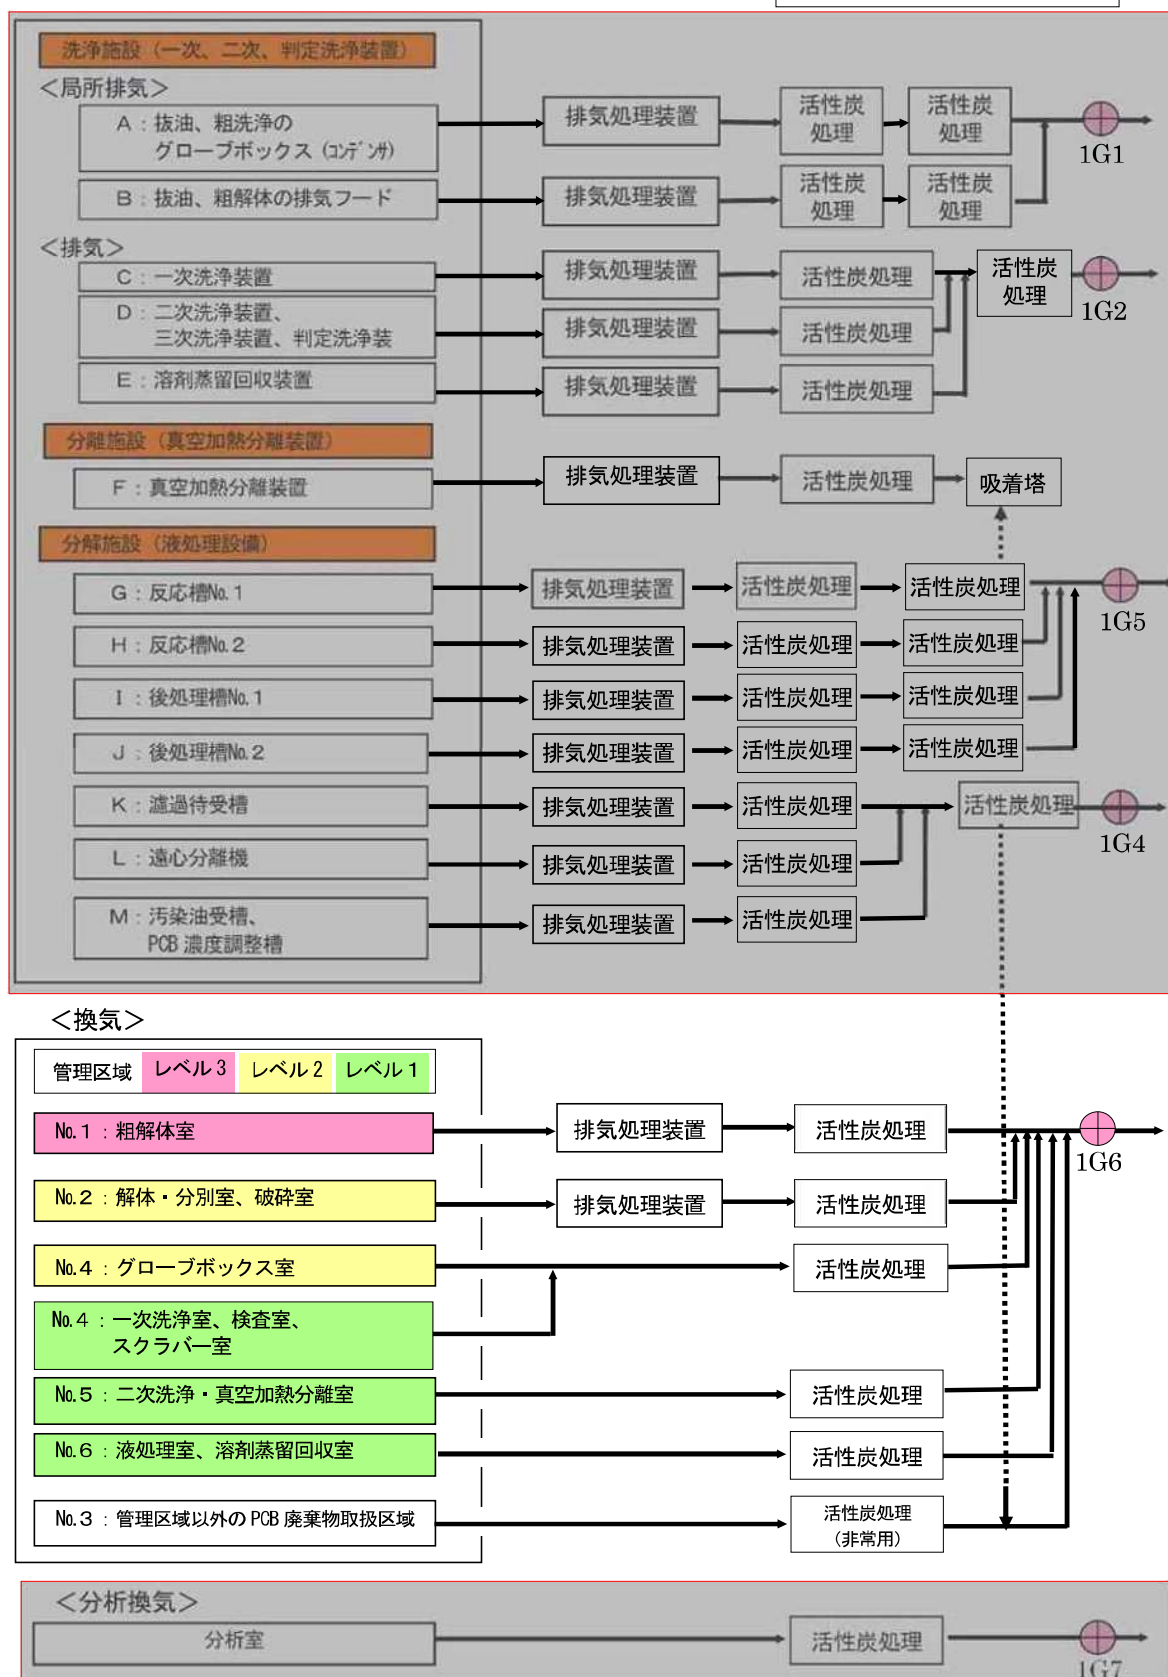 洗浄施設（一次、二次、判定洗浄装置）
＜局所排気＞
A：抜油、粗洗浄の
グローブボックス（コンデンサ）
排気処理装置
活性炭
処理
活性炭
処理
1G1
B：抜油、粗解体の排気フード
排気処理装置
活性炭
処理
活性炭
処理
＜排気＞
C：一次洗浄装置
排気処理装置
活性炭処理
活性炭
処理
1G2
D：二次洗浄装置、
三次洗浄装置、判定洗浄装
排気処理装置
活性炭処理
E：溶剤蒸留回収装置
排気処理装置
活性炭処理
分離施設（真空加熱分離装置）
F：真空加熱分離装置
排気処理装置
活性炭処理
吸着塔
分解施設（液処理設備）
G：反応槽No.1
排気処理装置
活性炭処理
活性炭処理
1G5
H：反応槽No.2
排気処理装置
活性炭処理
活性炭処理
I：後処理槽No.1
排気処理装置
活性炭処理
活性炭処理
J：後処理槽No.2
排気処理装置
活性炭処理
活性炭処理
K：濾過待受槽
排気処理装置
活性炭処理
活性炭処理
1G4
L：遠心分離機
排気処理装置
活性炭処理
M：汚染油受槽、
PCB 濃度調整槽
排気処理装置
活性炭処理
＜換気＞
管理区域 レベル3 レベル2 レベル1
No.1：粗解体室
排気処理装置
活性炭処理
1G6
No.2：解体・分別室、破砕室
排気処理装置
活性炭処理
No.4：グローブボックス室
活性炭処理
No.4：一次洗浄室、検査室、
スクラバー室
No.5：二次洗浄・真空加熱分離室
活性炭処理
No.6：液処理室、溶剤蒸留回収室
活性炭処理
No.3：管理区域以外の PCB 廃棄物取扱区域
活性炭処理
（非常用）
＜分析換気＞
分析室
活性炭処理
1G7